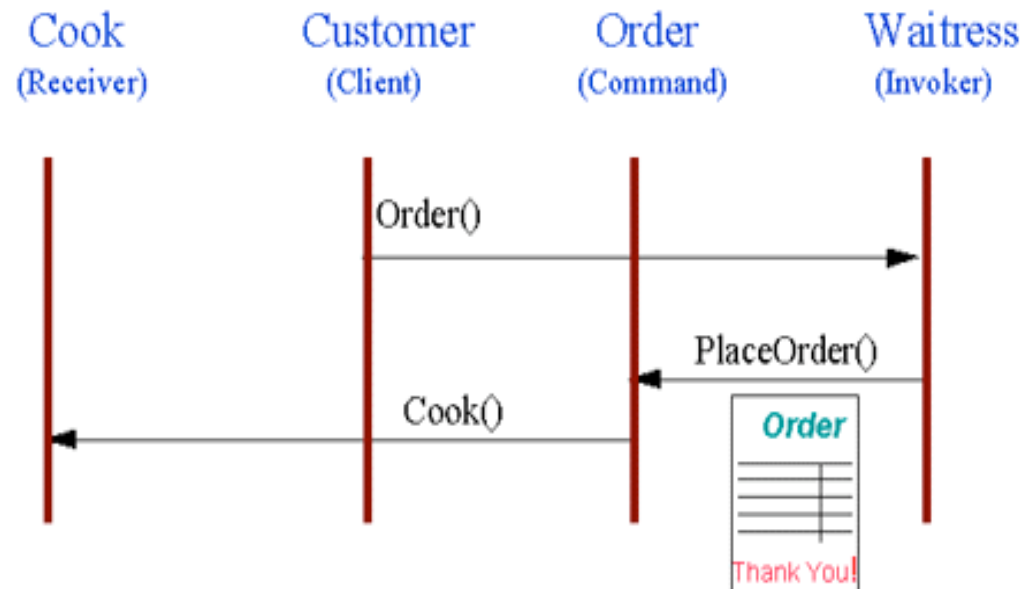 Cook Customer Order Waitress
(Receiver) (Client) (Command) (Invoker)
Order()
PlaceOrder()
Cook()
Order
Thank You!